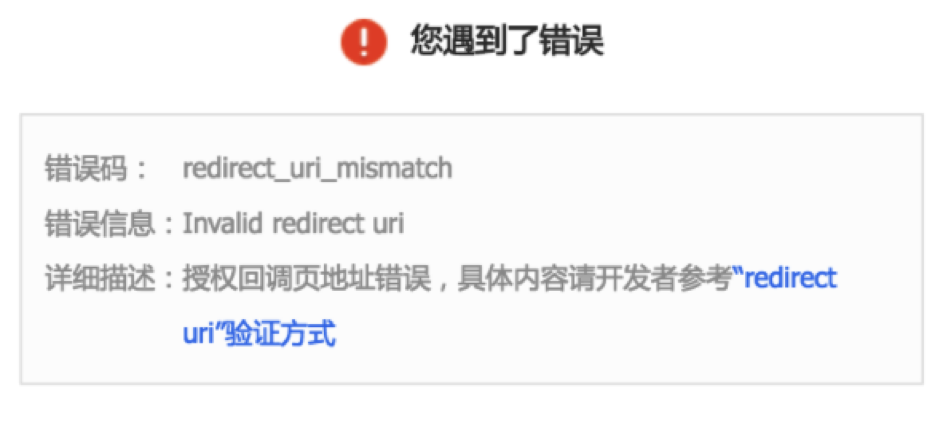 您遇到了错误
错误码： redirect_uri_mismatch
错误信息：Invalid redirect uri
详细描述：授权回调页地址错误，具体内容请开发者参考“redirect
uri”验证方式